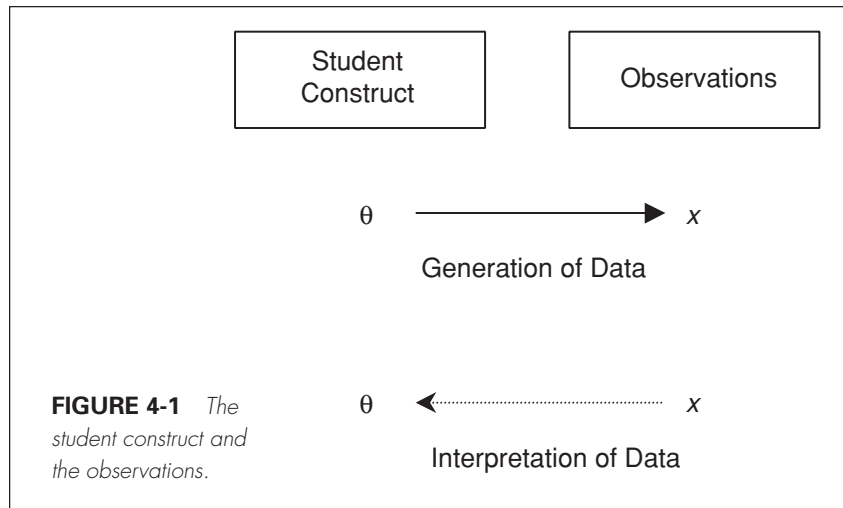 Student
Construct
Observations
θ x
Generation of Data
θ x
Interpretation of Data
FIGURE 4-1 The
student construct and
the observations.